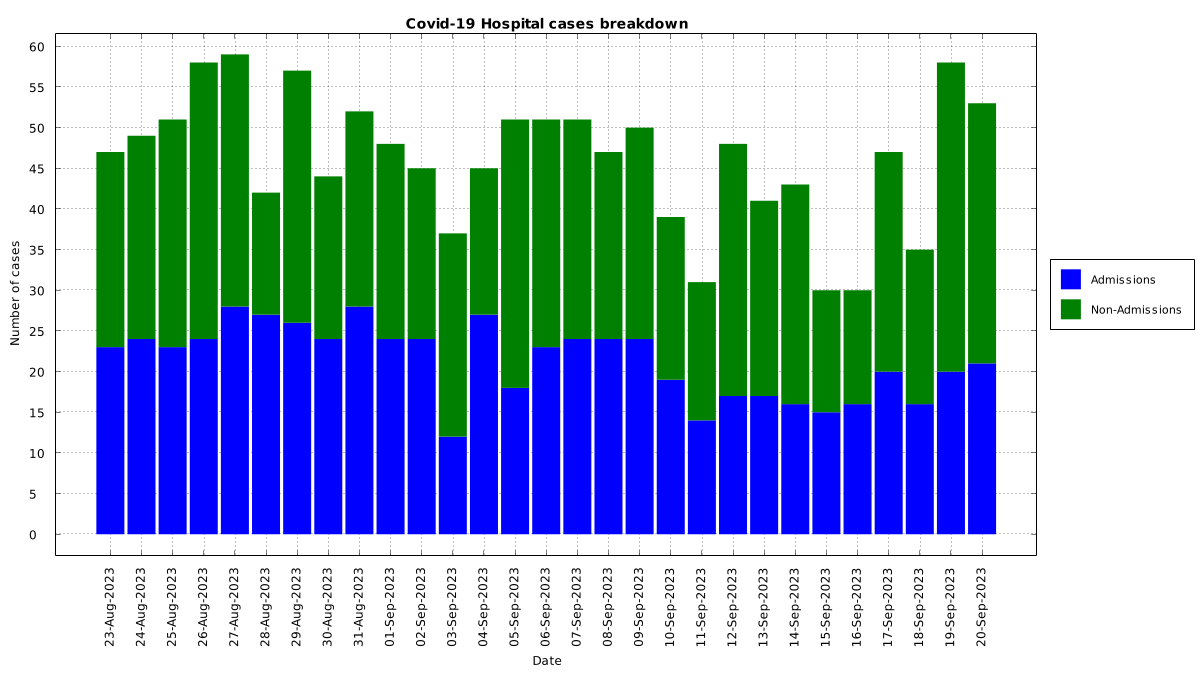 Covid-19 Hospital cases breakdown
60
55
50
45
40
35
30
25
20
15
10
5
0
Number of cases
23-Aug-2023
24-Aug-2023
25-Aug-2023
26-Aug-2023
27-Aug-2023
28-Aug-2023
29-Aug-2023
30-Aug-2023
31-Aug-2023
01-Sep-2023
02-Sep-2023
03-Sep-2023
04-Sep-2023
05-Sep-2023
06-Sep-2023
07-Sep-2023
08-Sep-2023
09-Sep-2023
10-Sep-2023
11-Sep-2023
12-Sep-2023
13-Sep-2023
14-Sep-2023
15-Sep-2023
16-Sep-2023
17-Sep-2023
18-Sep-2023
19-Sep-2023
20-Sep-2023
Date
Admissions
Non-Admissions